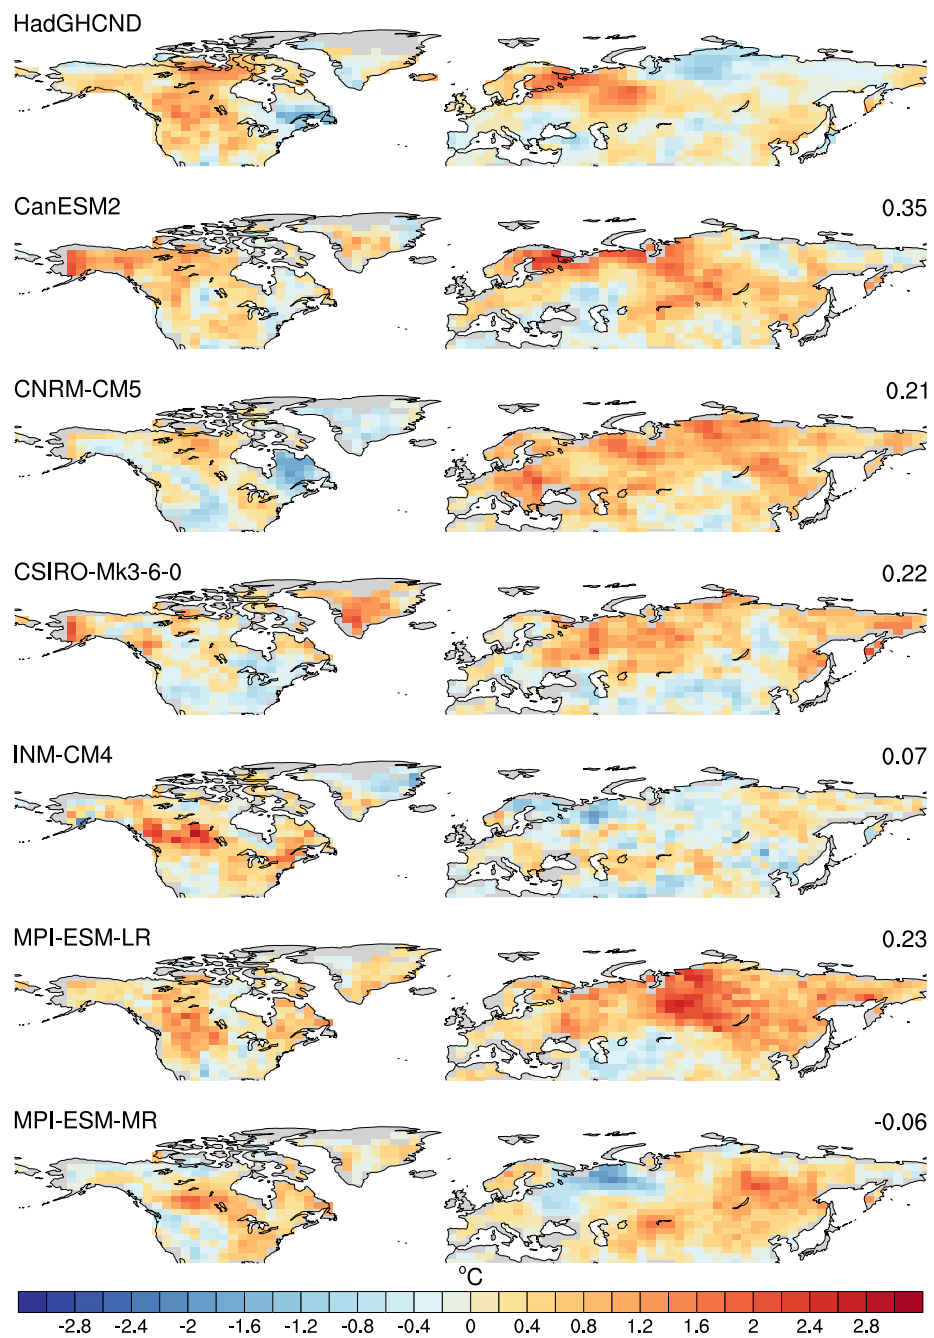 HadGHCND
CanESM2 0.35
CNRM-CM5 0.21
CSIRO-Mk3-6-0 0.22
INM-CM4 0.07
MPI-ESM-LR 0.23
MPI-ESM-MR -0.06
°C
-2.8 -2.4 -2 -1.6 -1.2 -0.8 -0.4 0 0.4 0.8 1.2 1.6 2 2.4 2.8